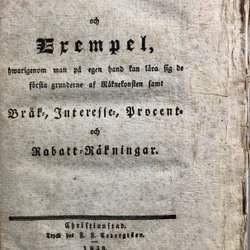 och
Exempel,
hwarigenom man på egen hand kan lära sig de
första grunderne af Räknekonsten samt
Bråk-, Interesse-, Procent-
och
Rabatt-Räkningar.
Christianstad.
Tryckt hos F. F. Cedergréen.
1838.